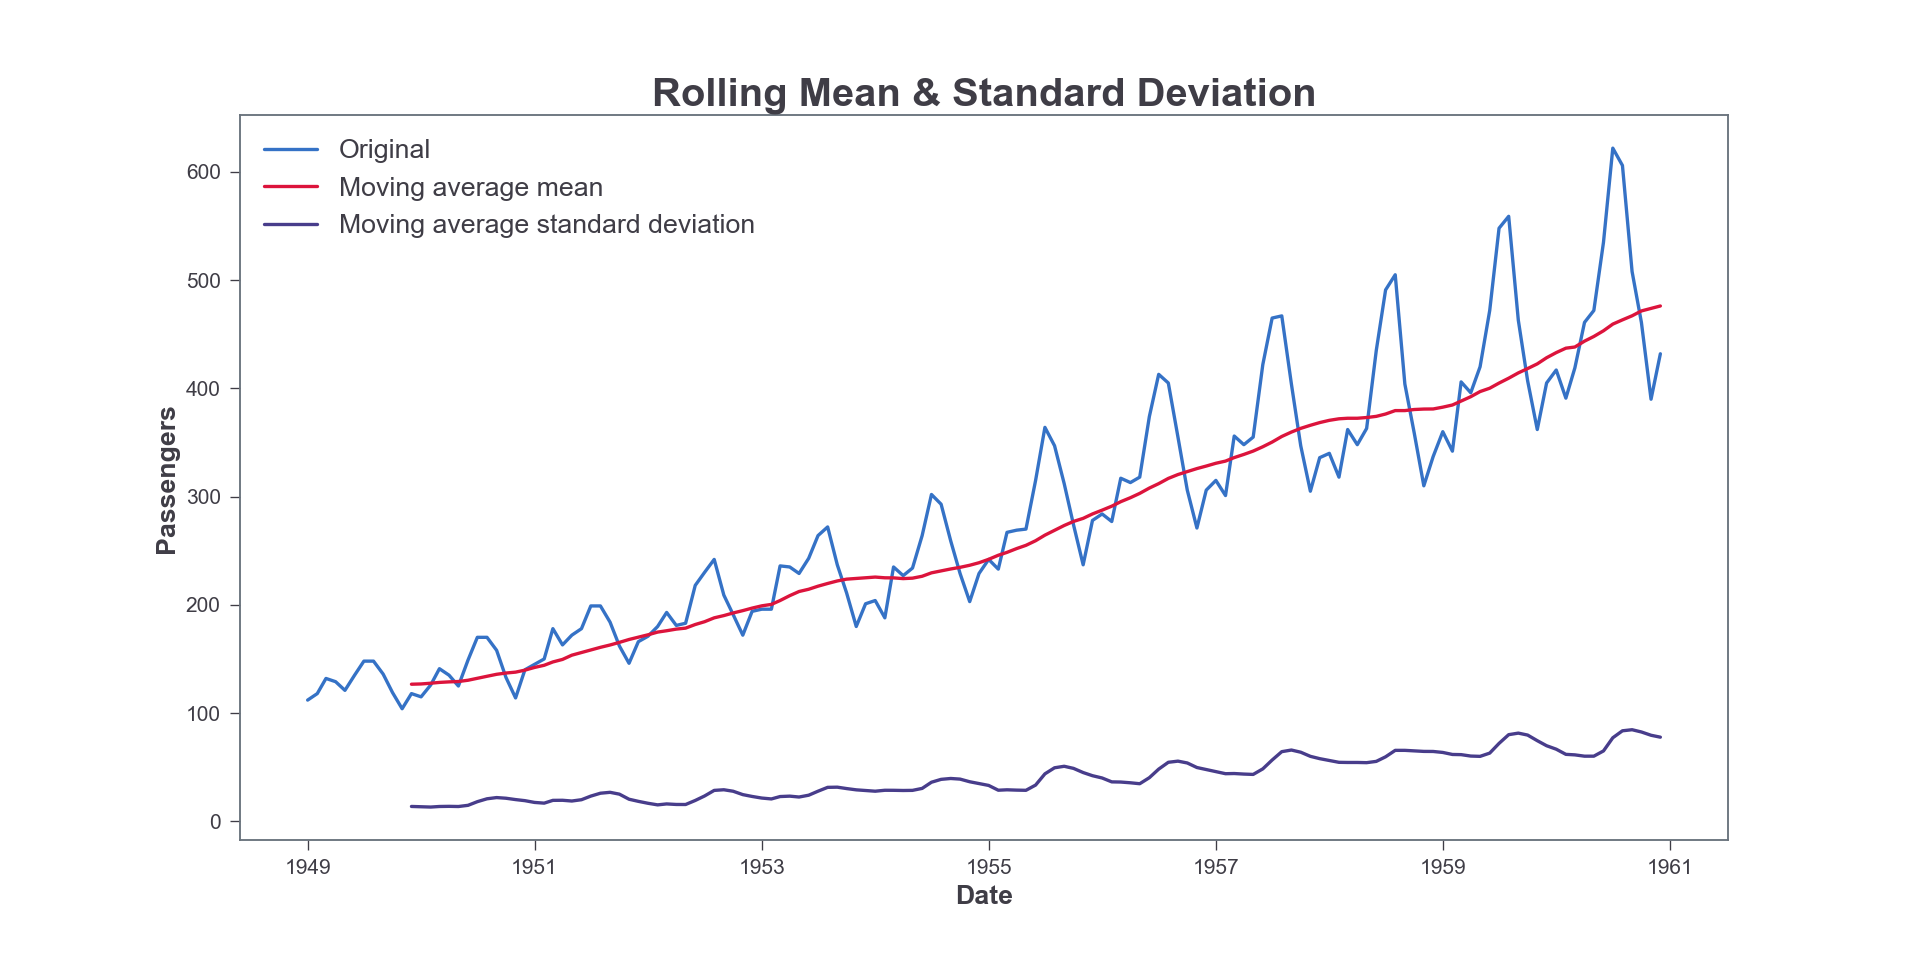 Rolling Mean & Standard Deviation
Original
Moving average mean
Moving average standard deviation
600
500
400
300
200
100
0
Passengers
1949 1951 1953 1955 1957 1959 1961
Date